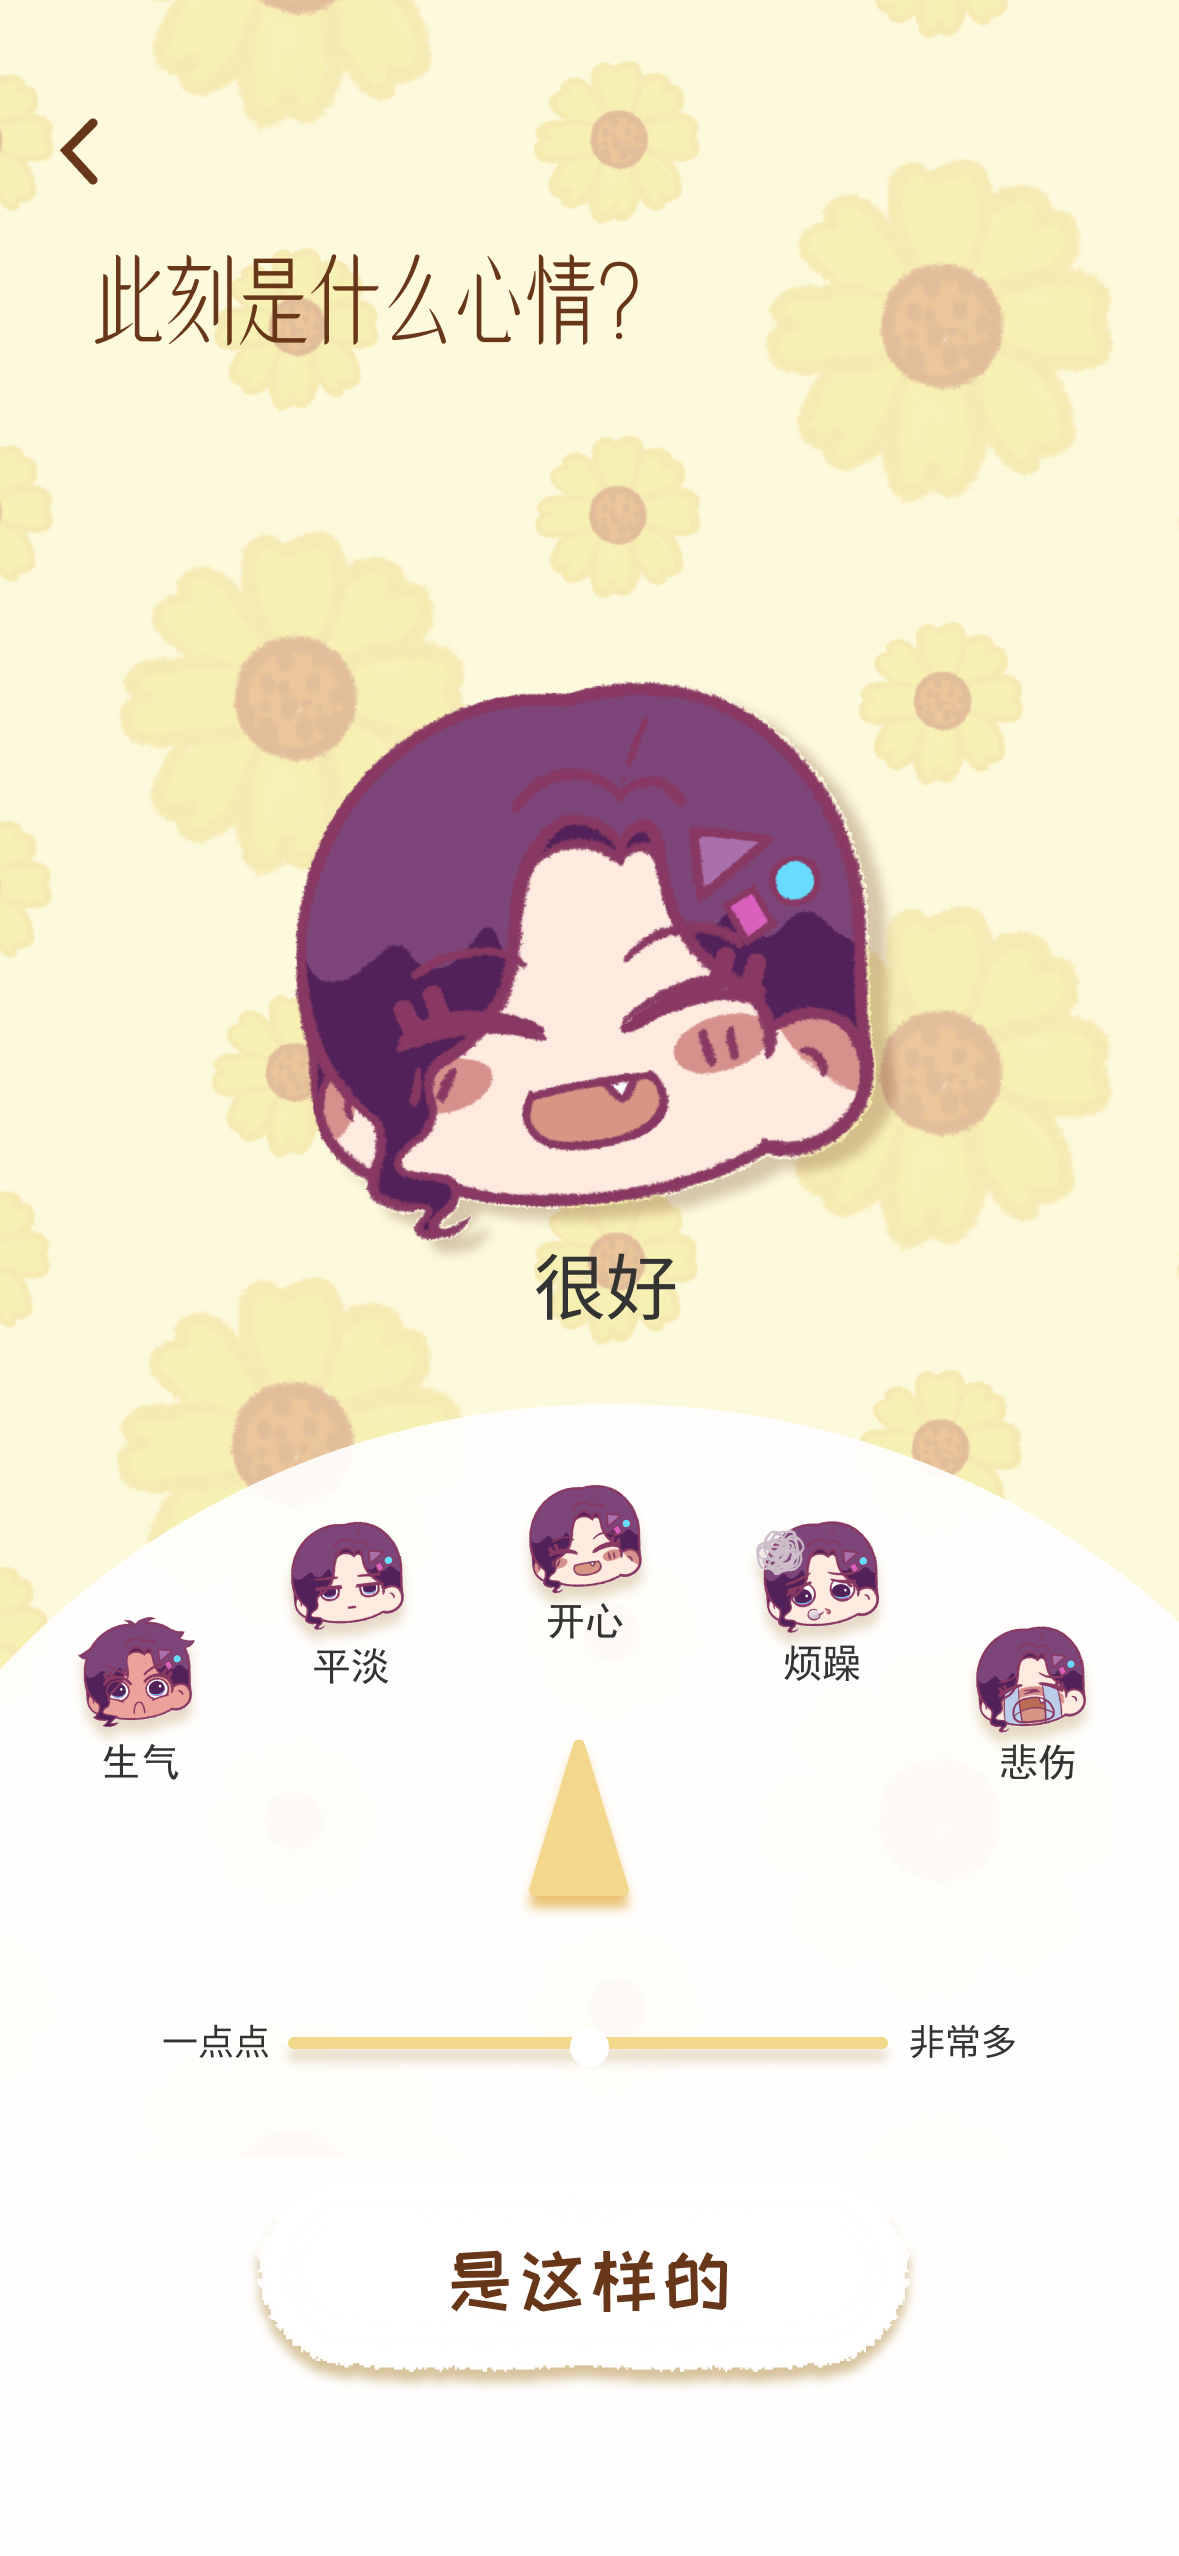 此刻是什么心情?
很好
开心
平淡
烦躁
生气
悲伤
一点点
非常多
是这样的